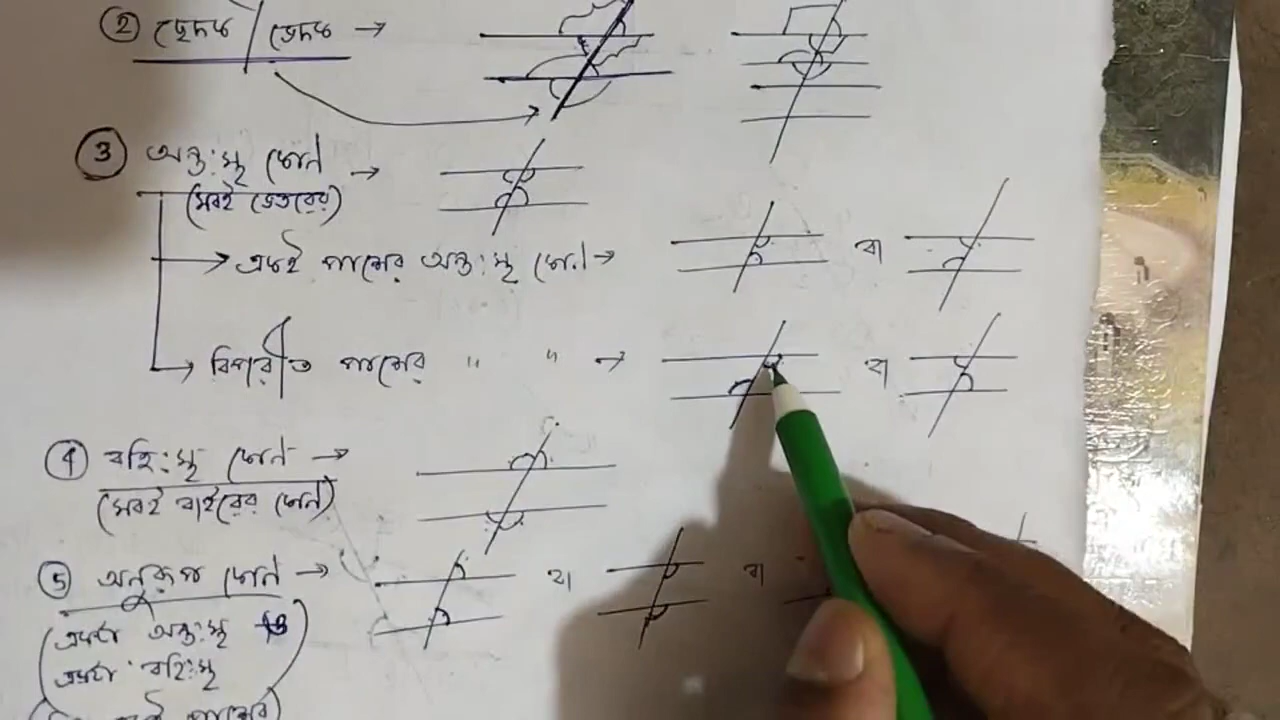 ② ছেদক / ভেদক →
③ অন্তঃস্থ কোণ →
(সবই ভেতরের)
→ একই পাশের অন্তঃস্থ কোণ → বা
→ বিপরীত পাশের " " → বা
④ বহিঃস্থ কোণ →
(সবই বাইরের কোণ)
⑤ অনুরূপ কোণ → বা বা
(একটা অন্তঃস্থ ও
একটা বহিঃস্থ
একই পাশের)